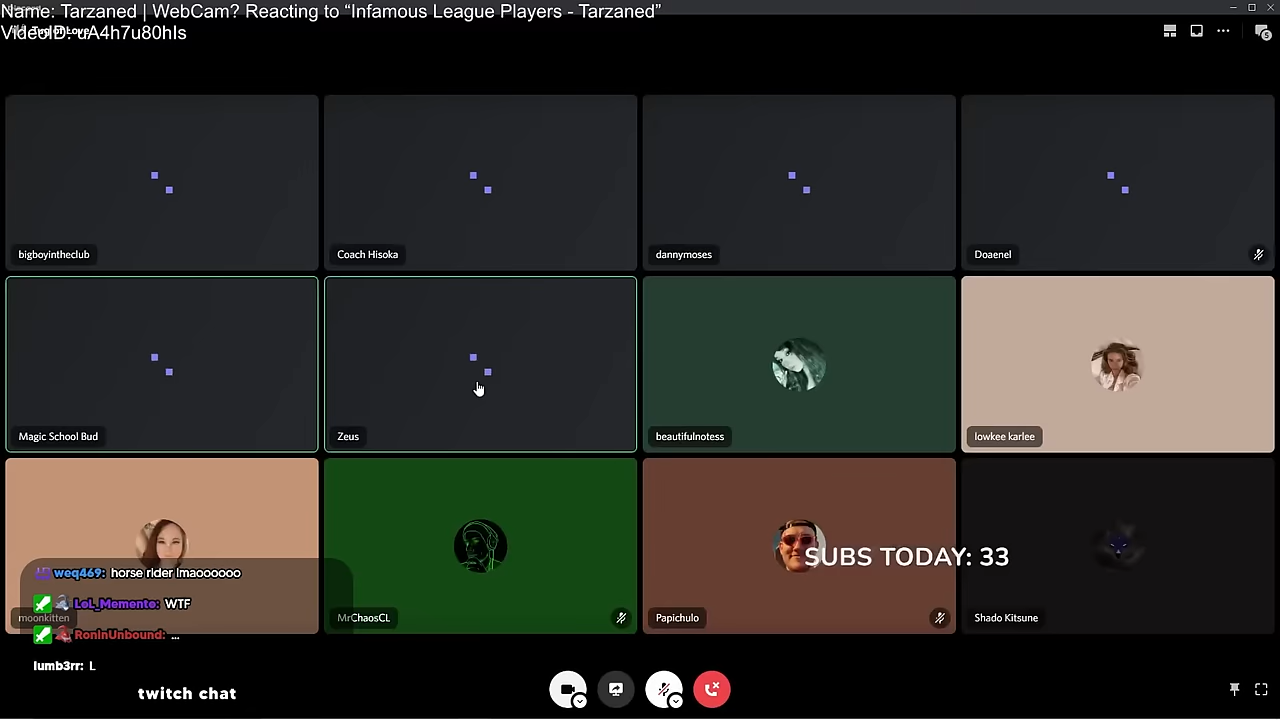 Name: Tarzaned | WebCam? Reacting to “Infamous League Players - Tarzaned”
VideoID: uA4h7u80hIs
5
bigboyintheclub
Coach Hisoka
dannymoses
Doaenel
Magic School Bud
Zeus
beautifulnotess
lowkee karlee
moonkitten
MrChaosCL
Papichulo
Shado Kitsune
SUBS TODAY: 33
weq469: horse rider lmaoooooo
LoL_Memento: WTF
RoninUnbound: ...
lumb3rr: L
twitch chat